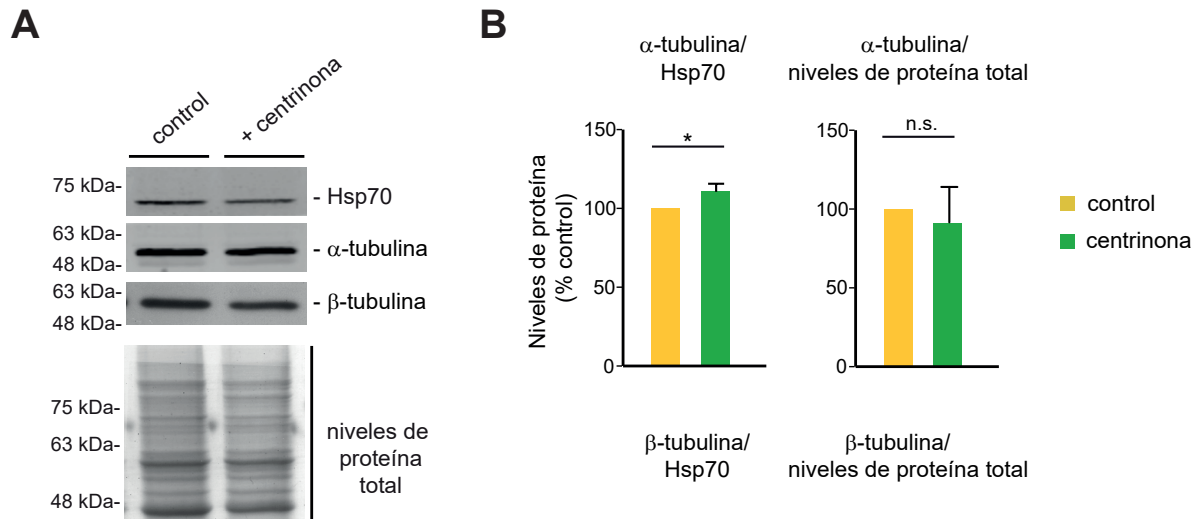 A
control
+ centrinona
75 kDa-
- Hsp70
63 kDa-
- α-tubulina
48 kDa-
63 kDa-
- β-tubulina
48 kDa-
75 kDa-
63 kDa-
48 kDa-
niveles de
proteína
total
B
α-tubulina/
Hsp70
Niveles de proteína
(% control)
150
100
50
0
*
α-tubulina/
niveles de proteína total
150
100
50
0
n.s.
control
centrinona
β-tubulina/
Hsp70
β-tubulina/
niveles de proteína total